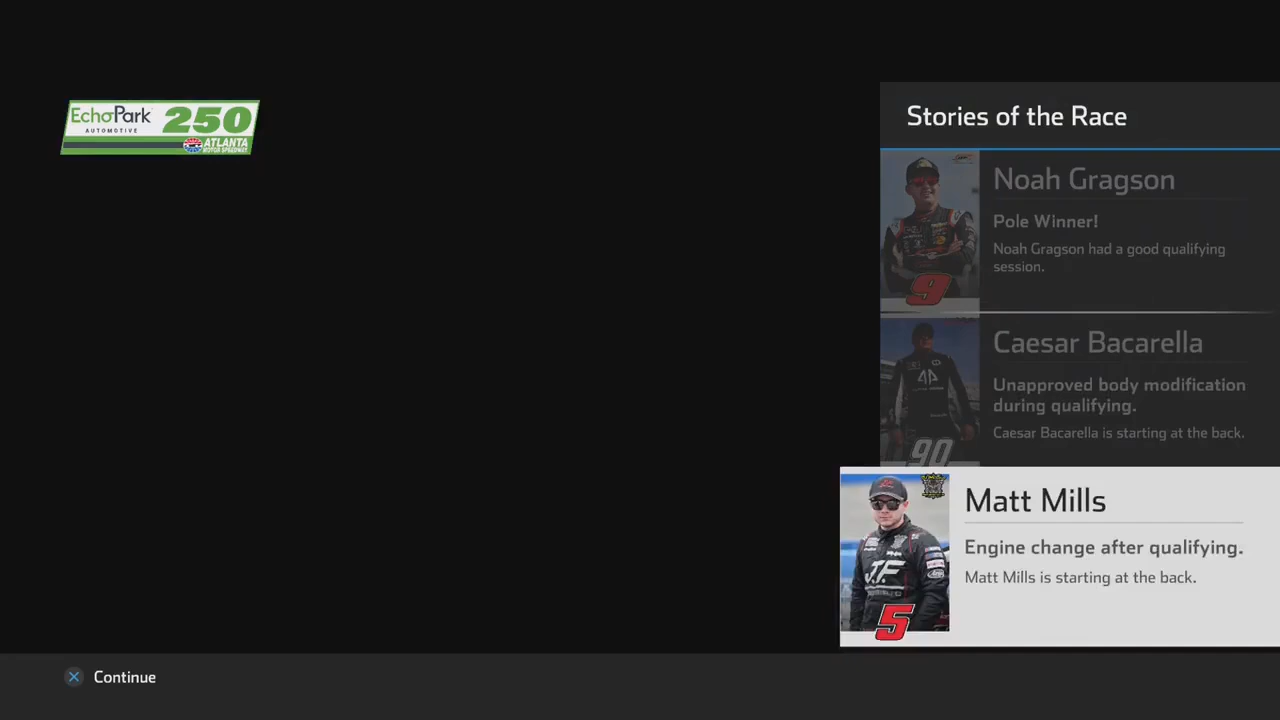 EchoPark
AUTOMOTIVE
250
ATLANTA
MOTOR SPEEDWAY
Stories of the Race
Noah Gragson
Pole Winner!
Noah Gragson had a good qualifying
session.
9
Caesar Bacarella
Unapproved body modification
during qualifying.
Caesar Bacarella is starting at the back.
90
Matt Mills
Engine change after qualifying.
Matt Mills is starting at the back.
J.F.
5
Continue